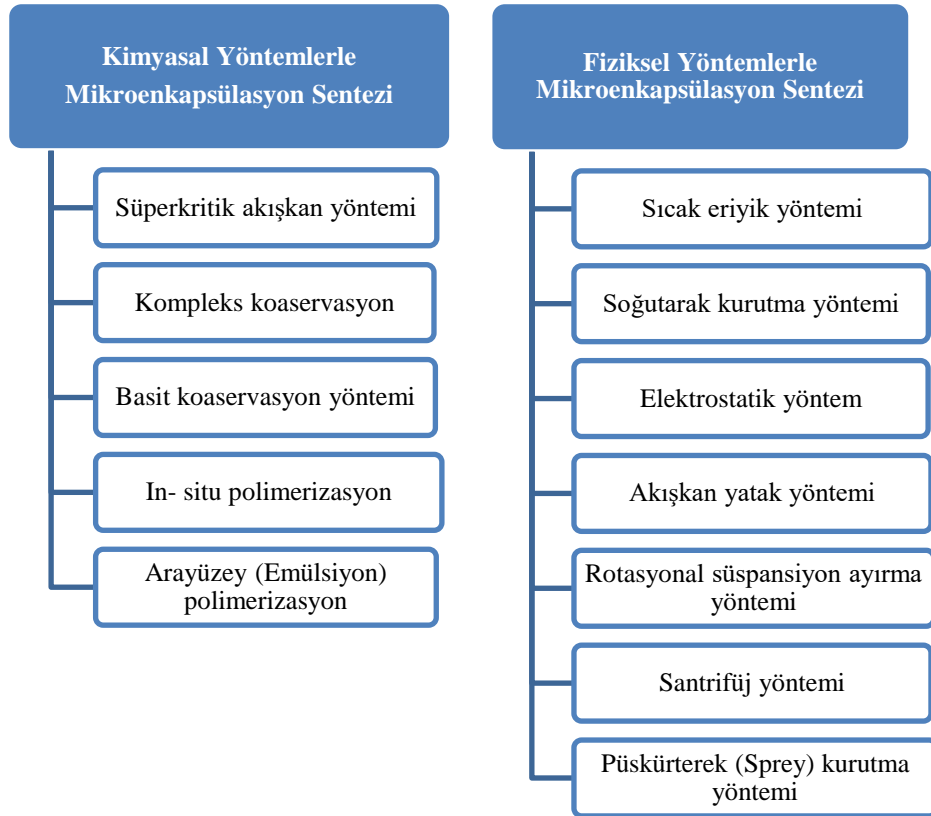 Kimyasal Yöntemlerle
Mikroenkapsülasyon Sentezi
Süperkritik akışkan yöntemi
Kompleks koaservasyon
Basit koaservasyon yöntemi
In- situ polimerizasyon
Arayüzey (Emülsiyon)
polimerizasyon
Fiziksel Yöntemlerle
Mikroenkapsülasyon Sentezi
Sıcak eriyik yöntemi
Soğutarak kurutma yöntemi
Elektrostatik yöntem
Akışkan yatak yöntemi
Rotasyonal süspansiyon ayırma
yöntemi
Santrifüj yöntemi
Püskürterek (Sprey) kurutma
yöntemi